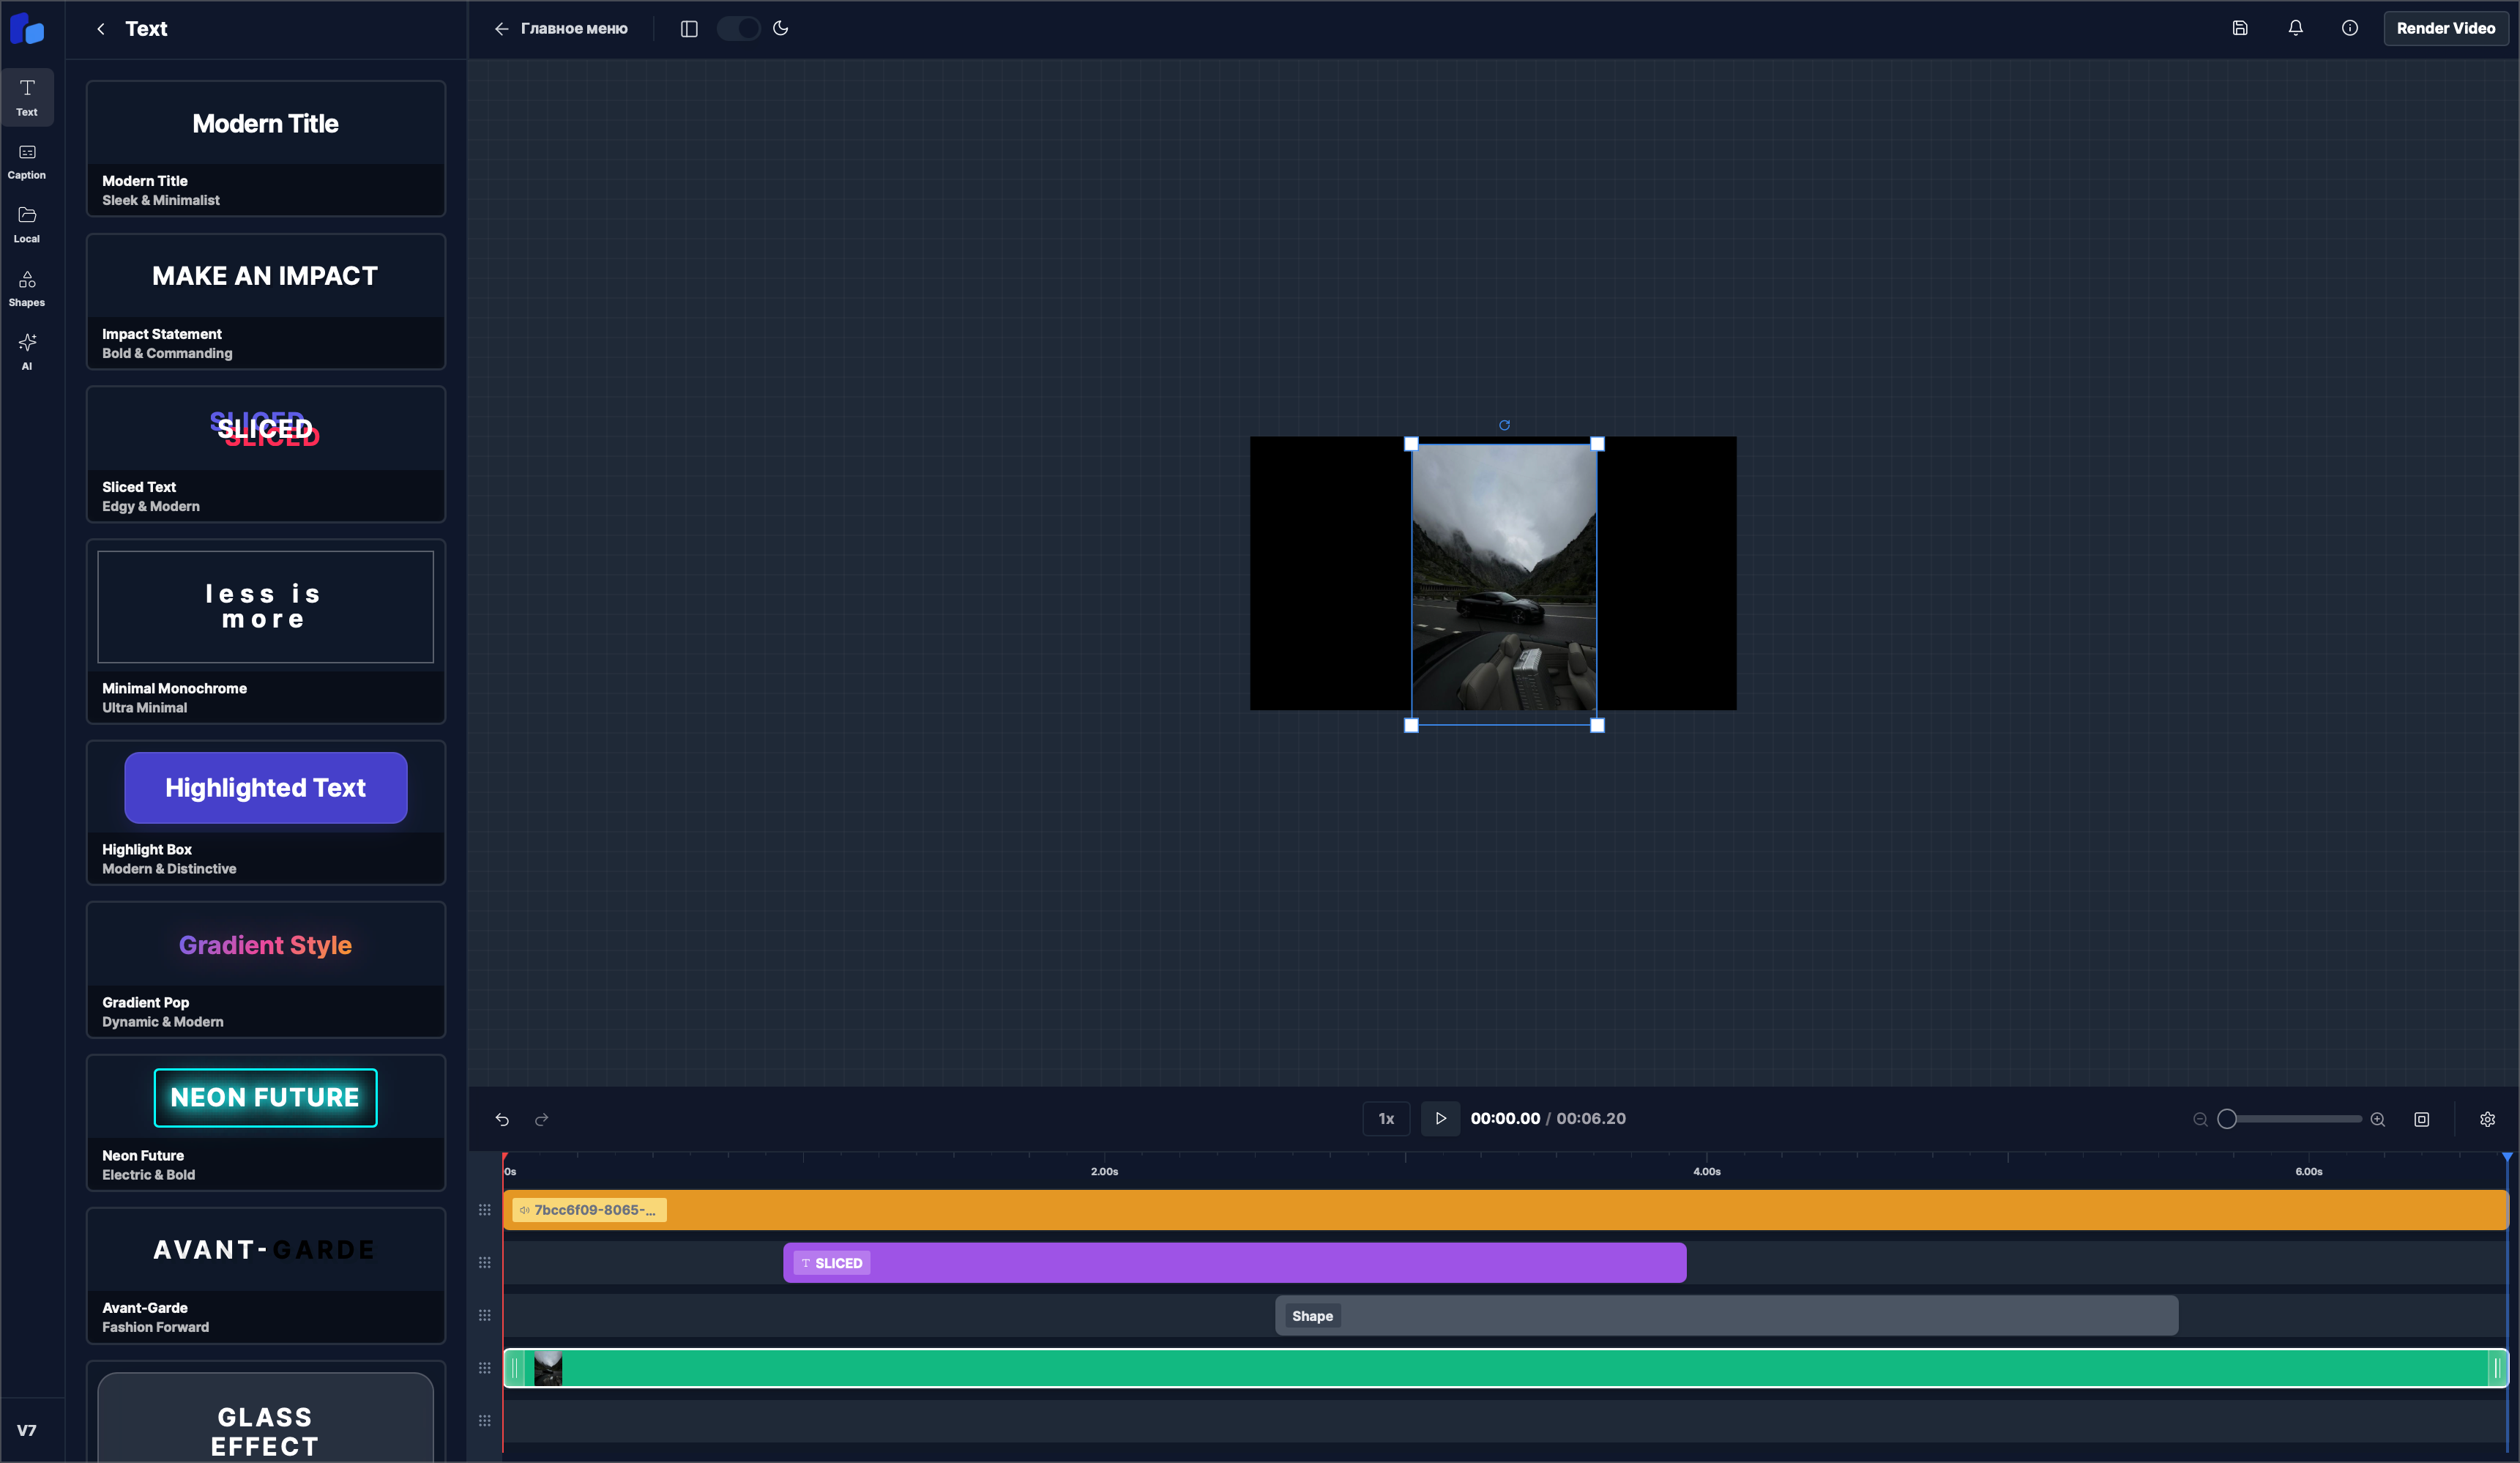 Text
Главное меню
Render Video
Text
Caption
Local
Shapes
AI
V7
Modern Title
Modern Title
Sleek & Minimalist
MAKE AN IMPACT
Impact Statement
Bold & Commanding
SLICED
SLICED
SLICED
Sliced Text
Edgy & Modern
less is
more
Minimal Monochrome
Ultra Minimal
Highlighted Text
Highlight Box
Modern & Distinctive
Gradient Style
Gradient Pop
Dynamic & Modern
NEON FUTURE
Neon Future
Electric & Bold
AVANT-GARDE
Avant-Garde
Fashion Forward
GLASS
EFFECT
1x
00:00.00 / 00:06.20
0s
2.00s
4.00s
6.00s
7bcc6f09-8065-...
T SLICED
Shape